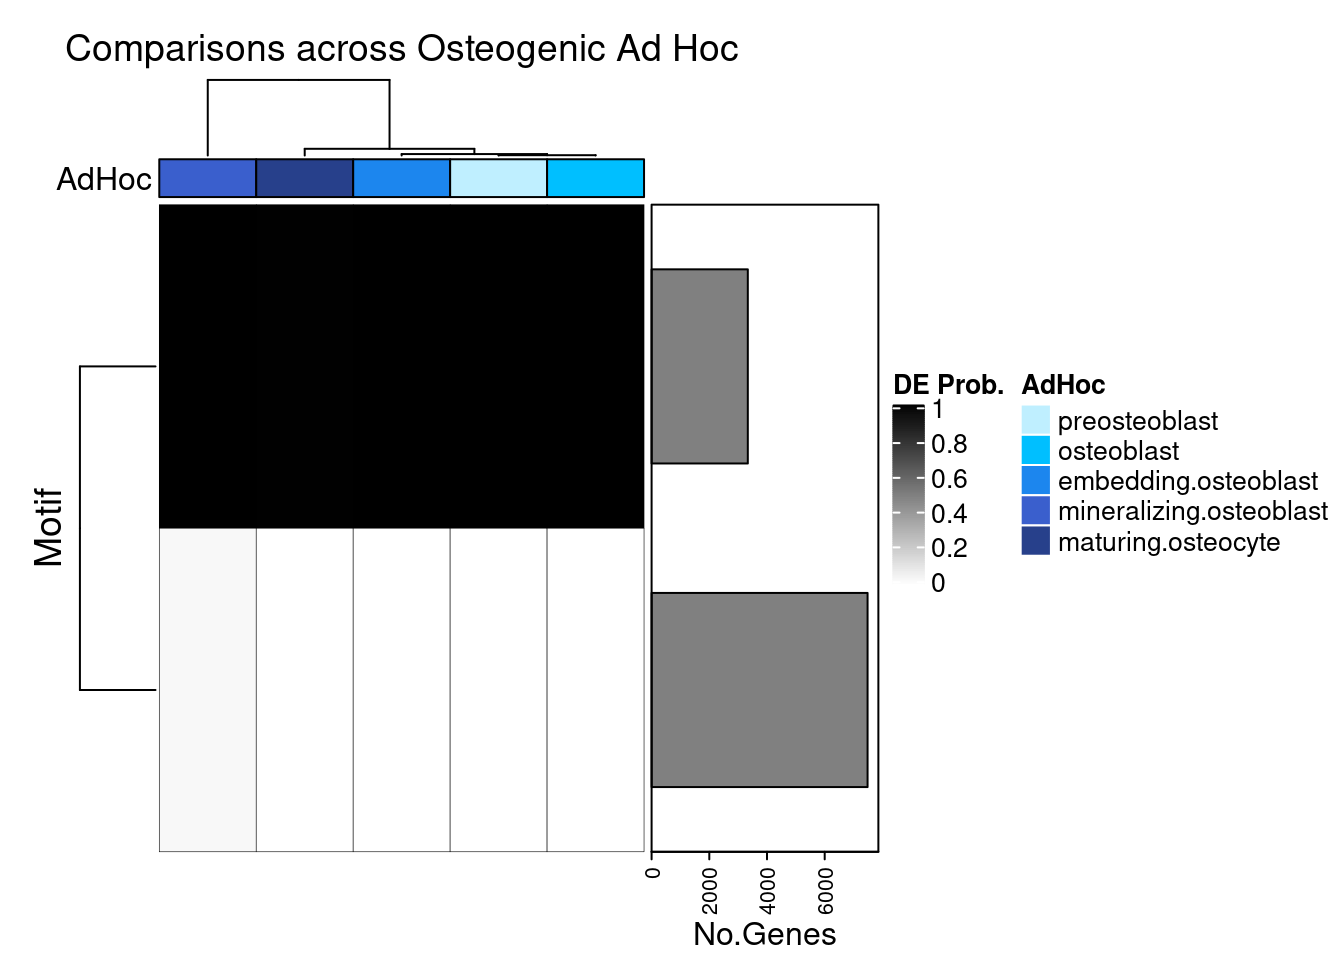 Comparisons across Osteogenic Ad Hoc
AdHoc
Motif
0
2000
4000
6000
No.Genes
DE Prob.
1
0.8
0.6
0.4
0.2
0
AdHoc
preosteoblast
osteoblast
embedding.osteoblast
mineralizing.osteoblast
maturing.osteocyte